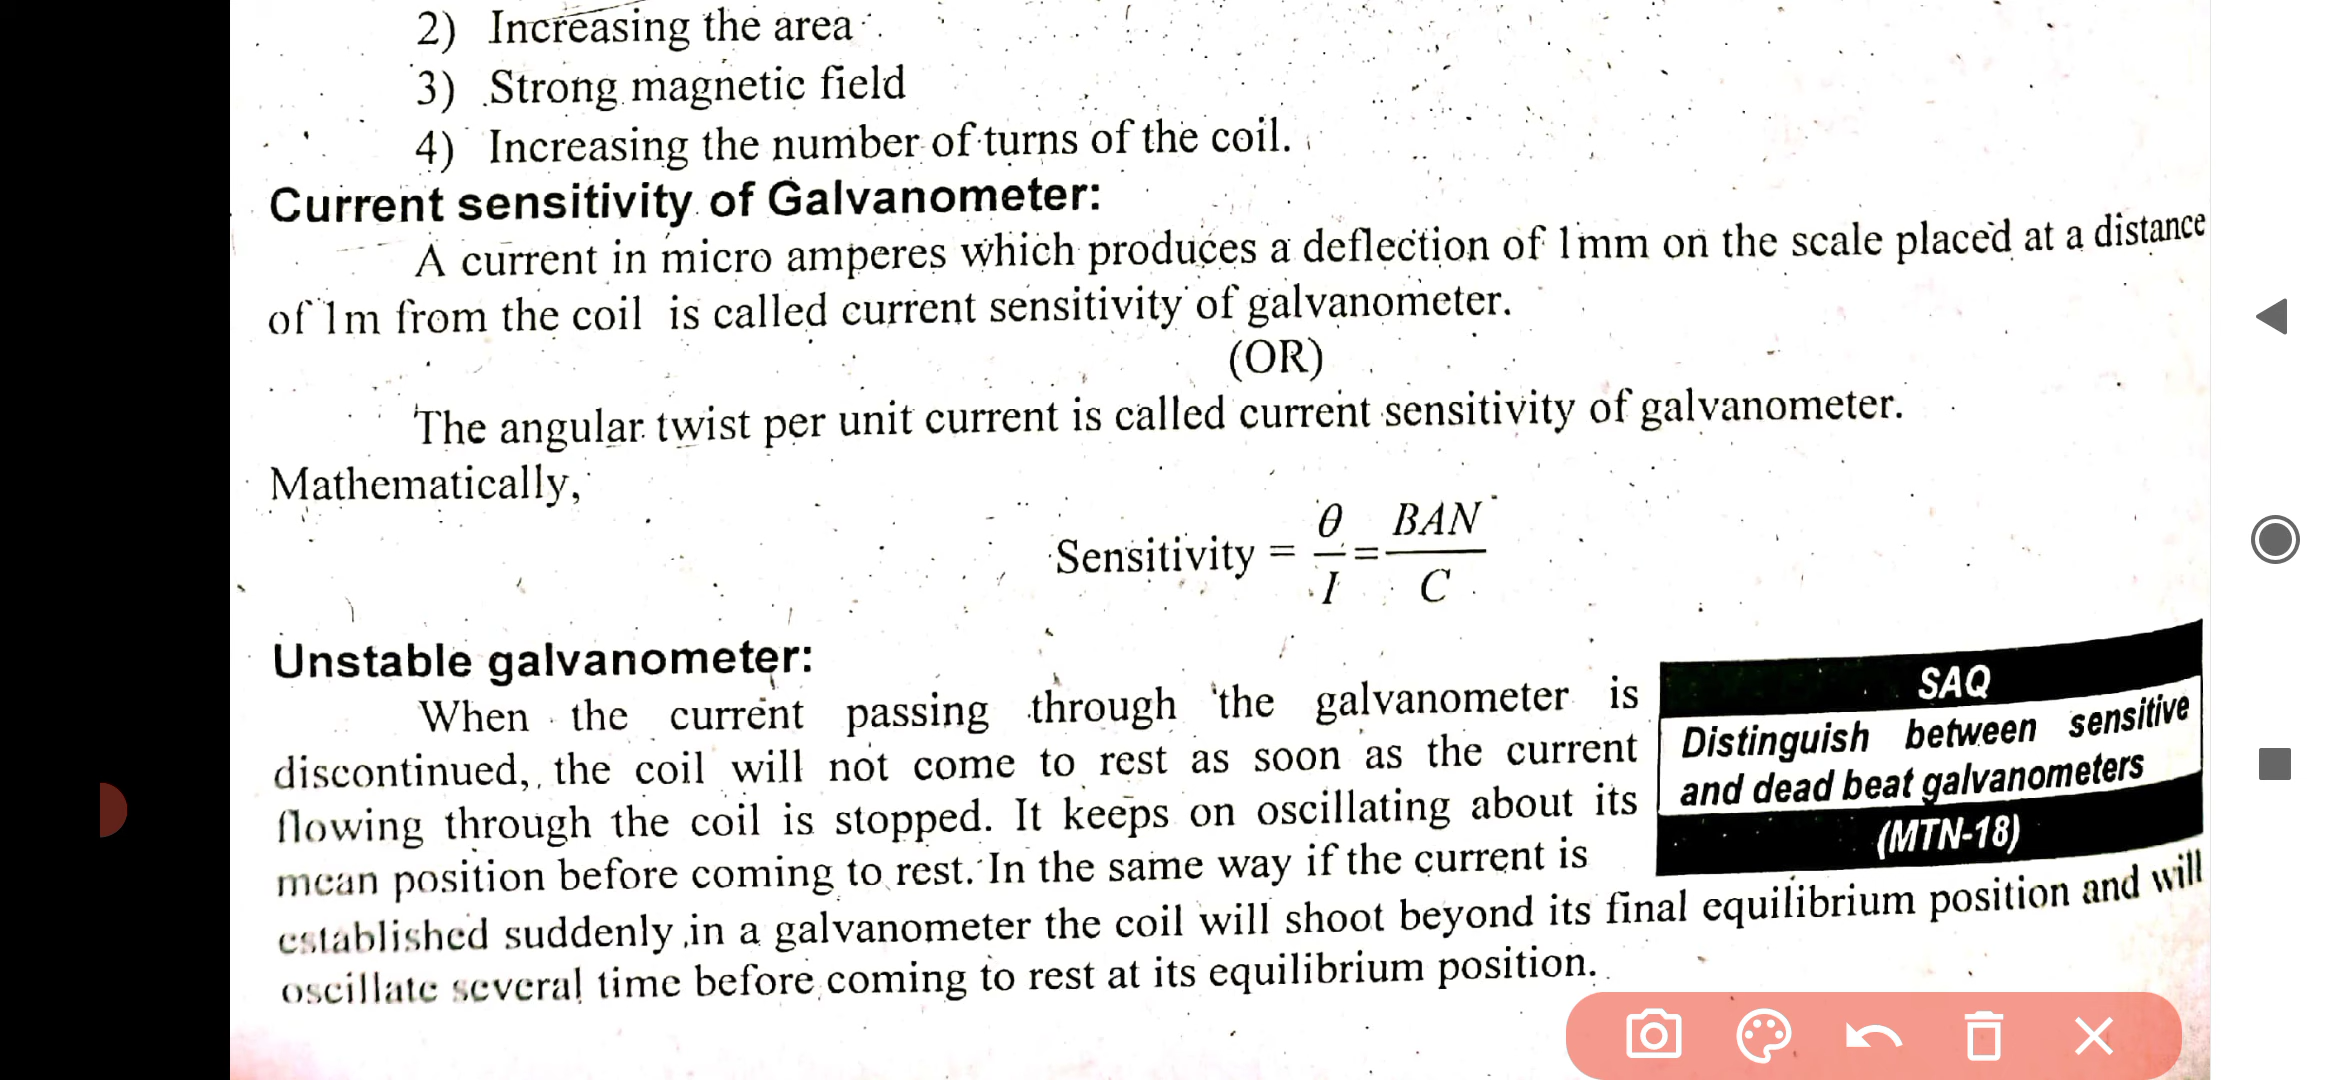 2) Increasing the area
3) Strong magnetic field
4) Increasing the number of turns of the coil.
Current sensitivity of Galvanometer:
A current in micro amperes which produces a deflection of 1mm on the scale placed at a distance
of 1m from the coil is called current sensitivity of galvanometer.
(OR)
The angular twist per unit current is called current sensitivity of galvanometer.
Mathematically,
Sensitivity = θ/I = BAN/C
Unstable galvanometer:
When the current passing through the galvanometer is
discontinued, the coil will not come to rest as soon as the current
flowing through the coil is stopped. It keeps on oscillating about its
mean position before coming to rest. In the same way if the current is
established suddenly in a galvanometer the coil will shoot beyond its final equilibrium position and will
oscillate several time before coming to rest at its equilibrium position.
SAQ
Distinguish between sensitive
and dead beat galvanometers
(MTN-18)